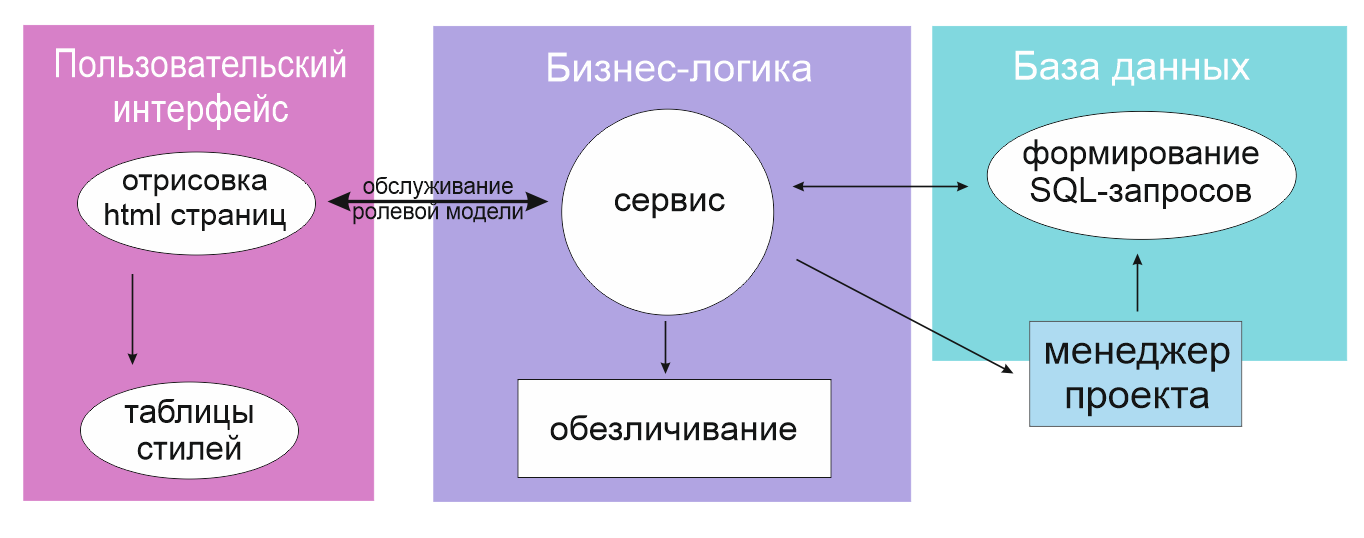 Пользовательский
интерфейс
отрисовка
html страниц
таблицы
стилей
обслуживание
ролевой модели
Бизнес-логика
сервис
обезличивание
База данных
формирование
SQL-запросов
менеджер
проекта